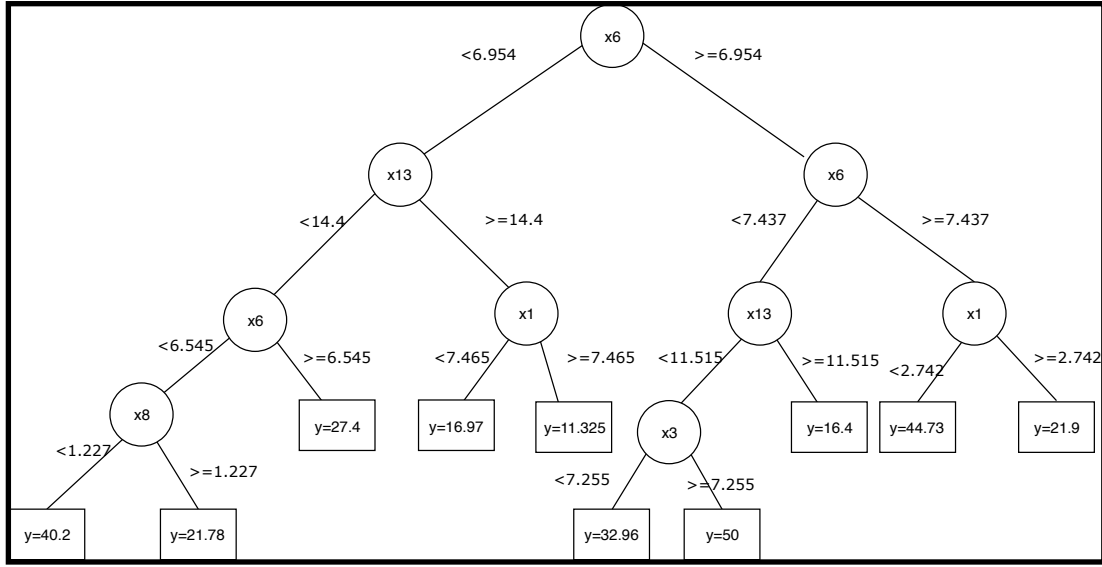 x6
<6.954
>=6.954
x13
x6
<14.4
>=14.4
<7.437
>=7.437
x6
x1
x13
x1
<6.545
>=6.545
<7.465
>=7.465
<11.515
>=11.515
<2.742
>=2.742
x8
y=27.4
y=16.97
y=11.325
x3
y=16.4
y=44.73
y=21.9
<1.227
>=1.227
<7.255
>=7.255
y=40.2
y=21.78
y=32.96
y=50